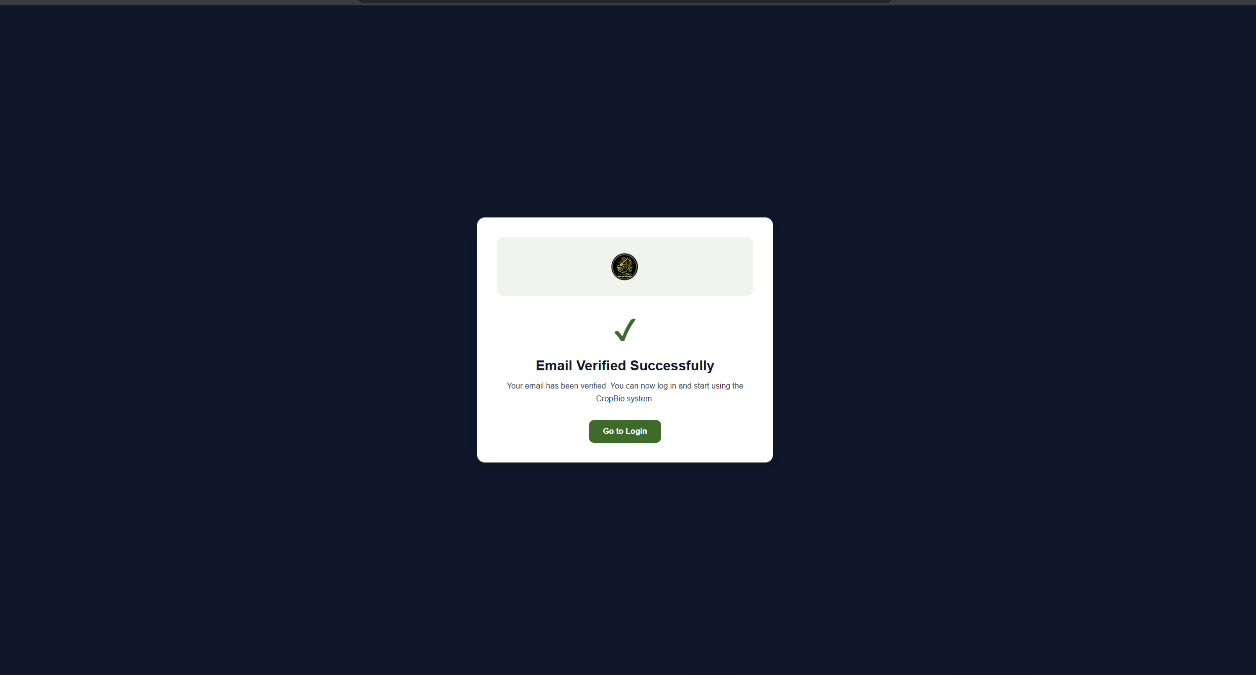 Email Verified Successfully
Your email has been verified. You can now log in and start using the
CropBio system
Go to Login